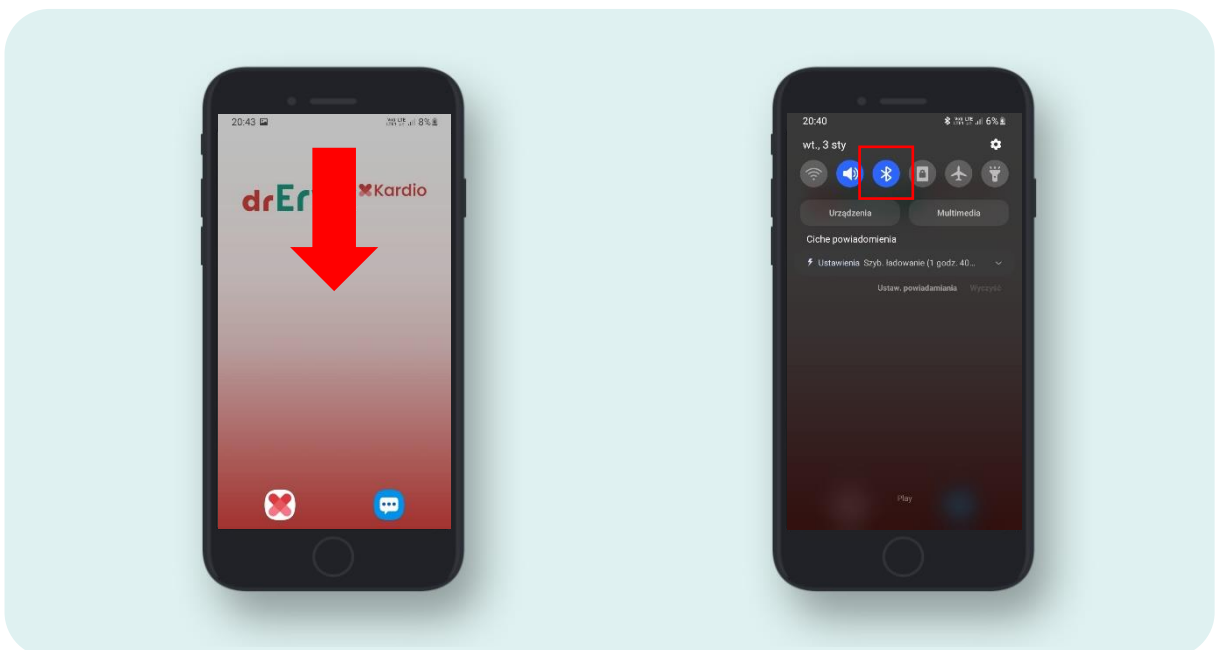 20:43
8%
drEr
Kardio
20:40
6%
wt., 3 sty
Urządzenia
Multimedia
Ciche powiadomienia
Ustawienia Szyb. ładowanie (1 godz. 40...
Ustaw. powiadamiania Wyczyść
Play